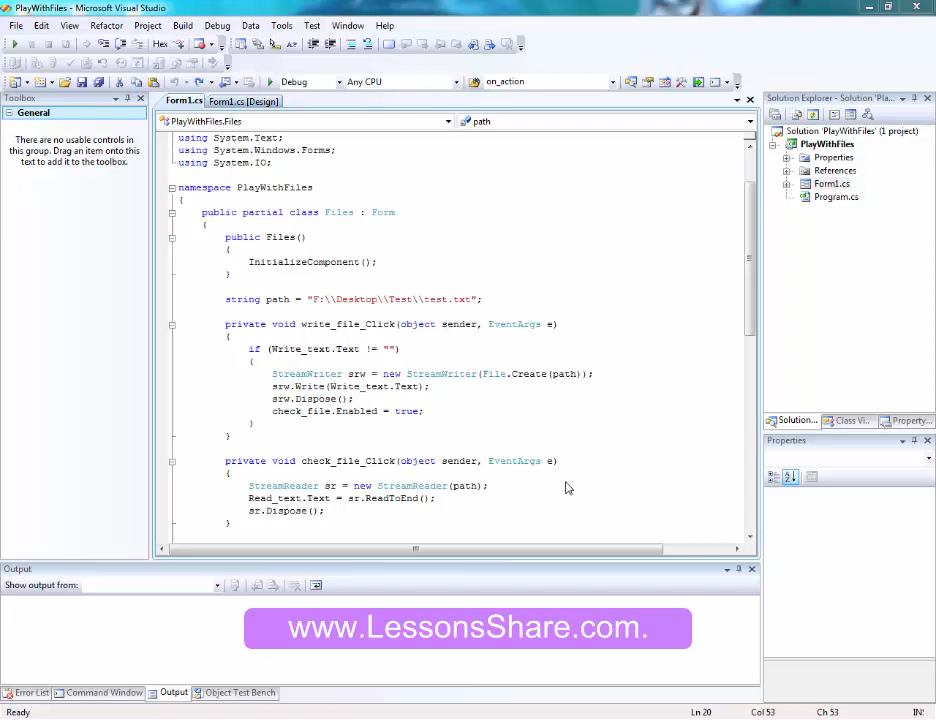 PlayWithFiles - Microsoft Visual Studio
File Edit View Refactor Project Build Debug Data Tools Test Window Help
Hex
Debug Any CPU on_action
Toolbox
General
There are no usable controls in
this group. Drag an item onto this
text to add it to the toolbox.
Form1.cs Form1.cs [Design]
PlayWithFiles.Files path
using System.Text;
using System.Windows.Forms;
using System.IO;
namespace PlayWithFiles
{
public partial class Files : Form
{
public Files()
{
InitializeComponent();
}
string path = "F:\\Desktop\\Test\\test.txt";
private void write_file_Click(object sender, EventArgs e)
{
if (Write_text.Text != "")
{
StreamWriter srw = new StreamWriter(File.Create(path));
srw.Write(Write_text.Text);
srw.Dispose();
check_file.Enabled = true;
}
}
private void check_file_Click(object sender, EventArgs e)
{
StreamReader sr = new StreamReader(path);
Read_text.Text = sr.ReadToEnd();
sr.Dispose();
}
Solution Explorer - Solution 'Pla...
Solution 'PlayWithFiles' (1 project)
PlayWithFiles
Properties
References
Form1.cs
Program.cs
Solution... Class Vi... Property...
Properties
Output
Show output from:
www.LessonsShare.com.
Error List Command Window Output Object Test Bench
Ready Ln 20 Col 53 Ch 53 IN: